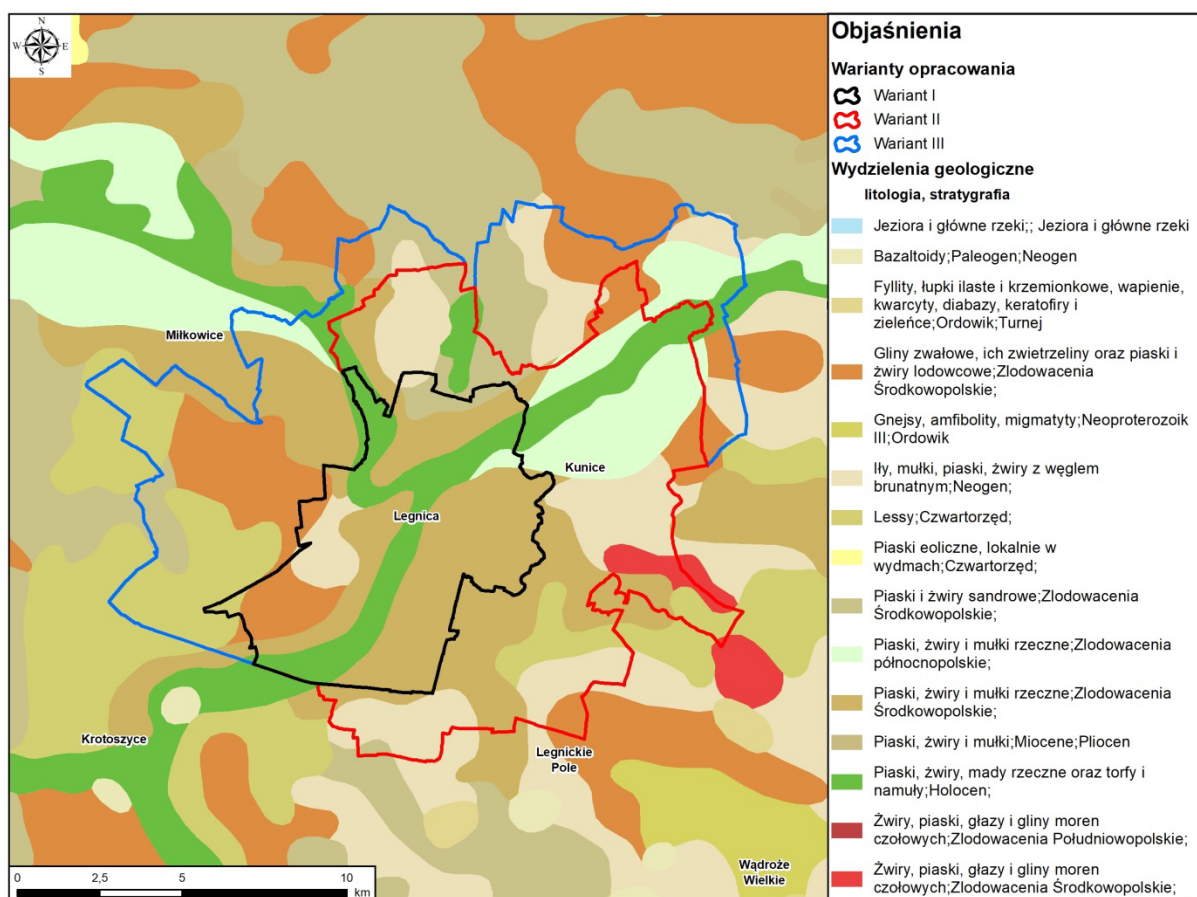 N
W E
S
Miłkowice
Kunice
Legnica
Krotoszyce
Legnickie
Pole
Wądroże
Wielkie
0 2,5 5 10
km
Objaśnienia
Warianty opracowania
Wariant I
Wariant II
Wariant III
Wydzielenia geologiczne
litologia, stratygrafia
Jeziora i główne rzeki;; Jeziora i główne rzeki
Bazaltoidy;Paleogen;Neogen
Fyllity, łupki ilaste i krzemionkowe, wapienie,
kwarcyty, diabazy, keratofiry i
zieleńce;Ordowik;Turnej
Gliny zwałowe, ich zwietrzeliny oraz piaski i
żwiry lodowcowe;Zlodowacenia
Środkowopolskie;
Gnejsy, amfibolity, migmatyty;Neoproterozoik
III;Ordowik
Iły, mułki, piaski, żwiry z węglem
brunatnym;Neogen;
Lessy;Czwartorzęd;
Piaski eoliczne, lokalnie w
wydmach;Czwartorzęd;
Piaski i żwiry sandrowe;Zlodowacenia
Środkowopolskie;
Piaski, żwiry i mułki rzeczne;Zlodowacenia
północnopolskie;
Piaski, żwiry i mułki rzeczne;Zlodowacenia
Środkowopolskie;
Piaski, żwiry i mułki;Miocene;Pliocen
Piaski, żwiry, mady rzeczne oraz torfy i
namuły;Holocen;
Żwiry, piaski, głazy i gliny moren
czołowych;Zlodowacenia Południowopolskie;
Żwiry, piaski, głazy i gliny moren
czołowych;Zlodowacenia Środkowopolskie;